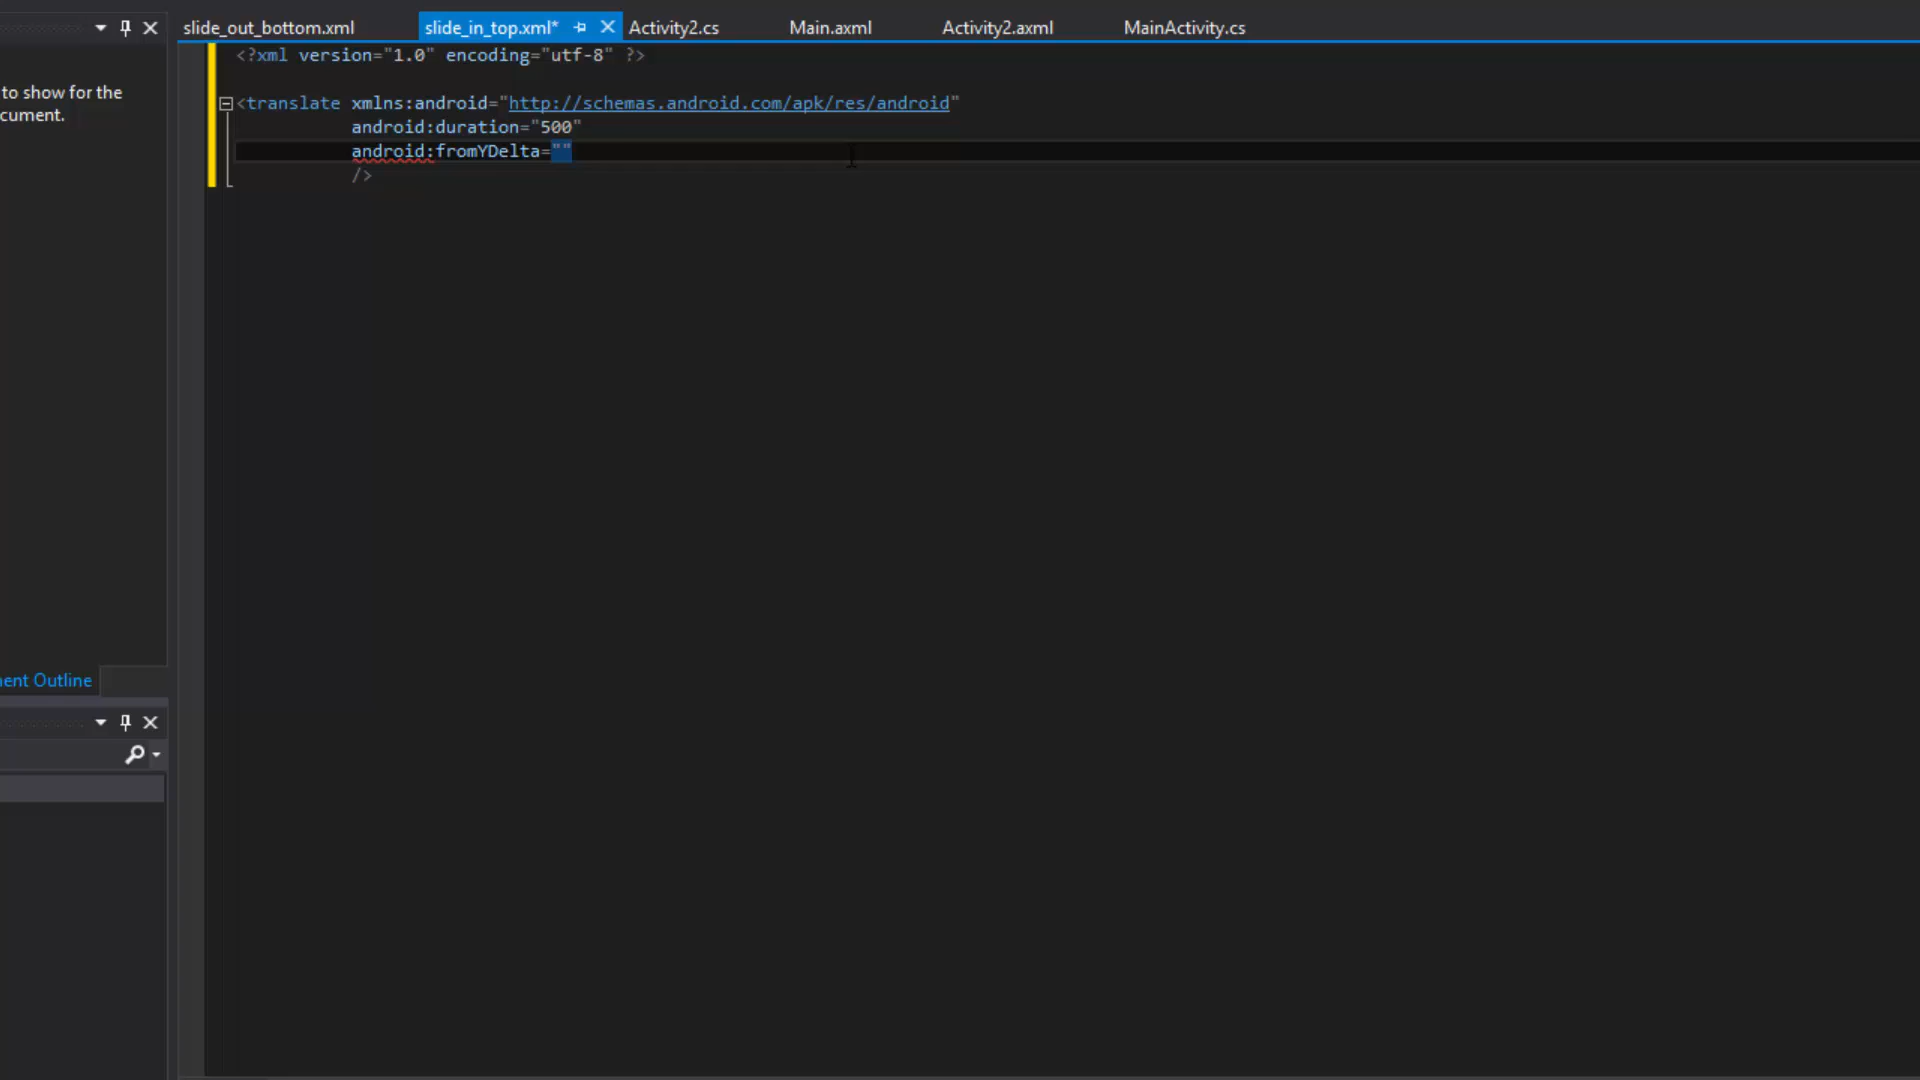 slide_out_bottom.xml slide_in_top.xml* Activity2.cs Main.axml Activity2.axml MainActivity.cs
to show for the
cument.
<?xml version="1.0" encoding="utf-8" ?>
<translate xmlns:android="http://schemas.android.com/apk/res/android"
android:duration="500"
android:fromYDelta=""
/>
ent Outline